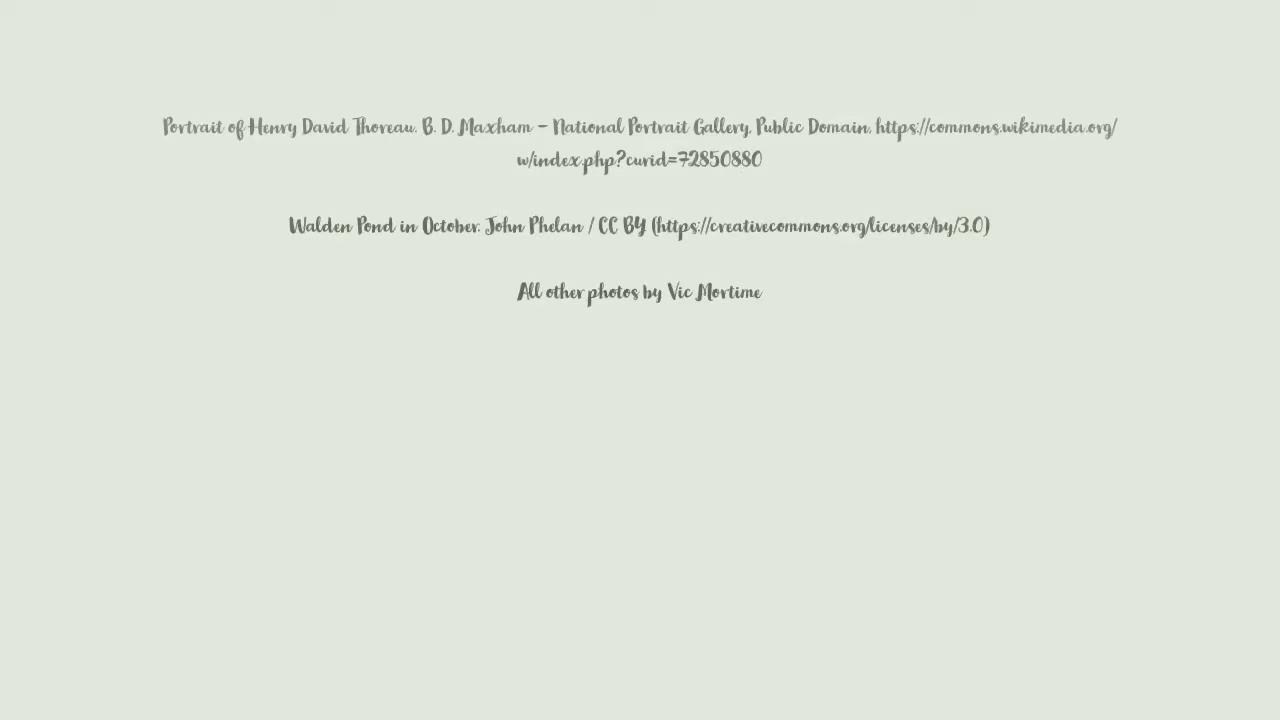 Portrait of Henry David Thoreau. B. D. Maxham - National Portrait Gallery, Public Domain, https://commons.wikimedia.org/
w/index.php?curid=72850880
Walden Pond in October. John Phelan / CC BY (https://creativecommons.org/licenses/by/3.0)
All other photos by Vic Mortime